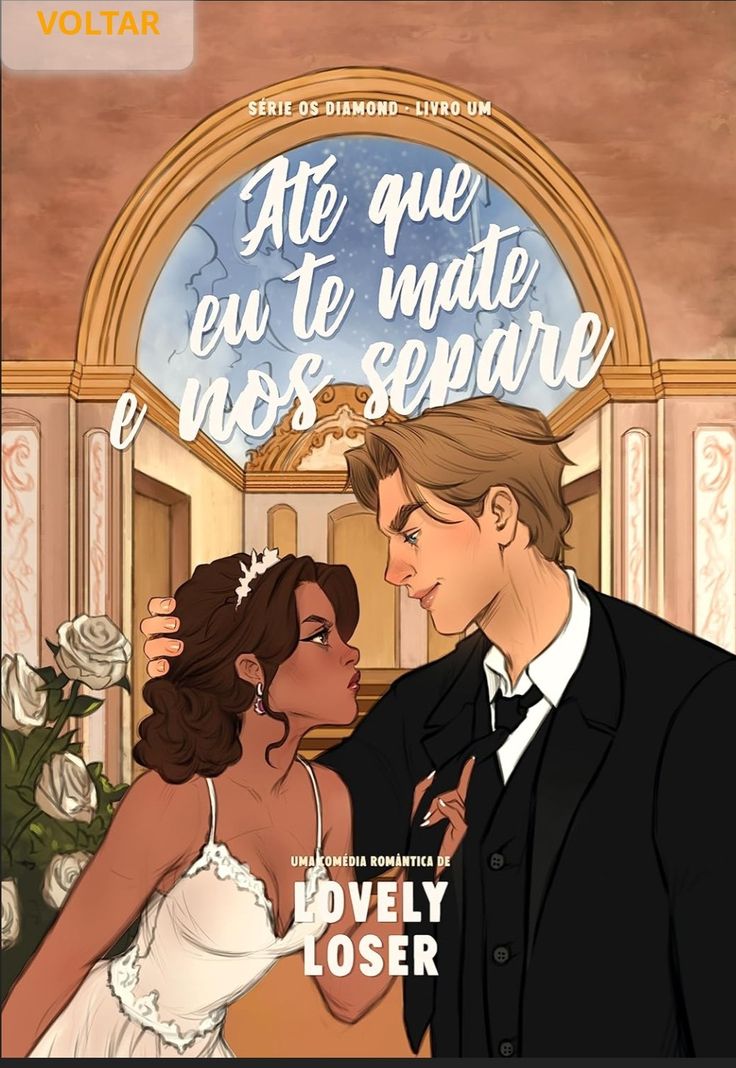 VOLTAR
SÉRIE OS DIAMOND • LIVRO UM
Até que
eu te mate
e nos separe
UMA COMÉDIA ROMÂNTICA DE
LOVELY
LOSER